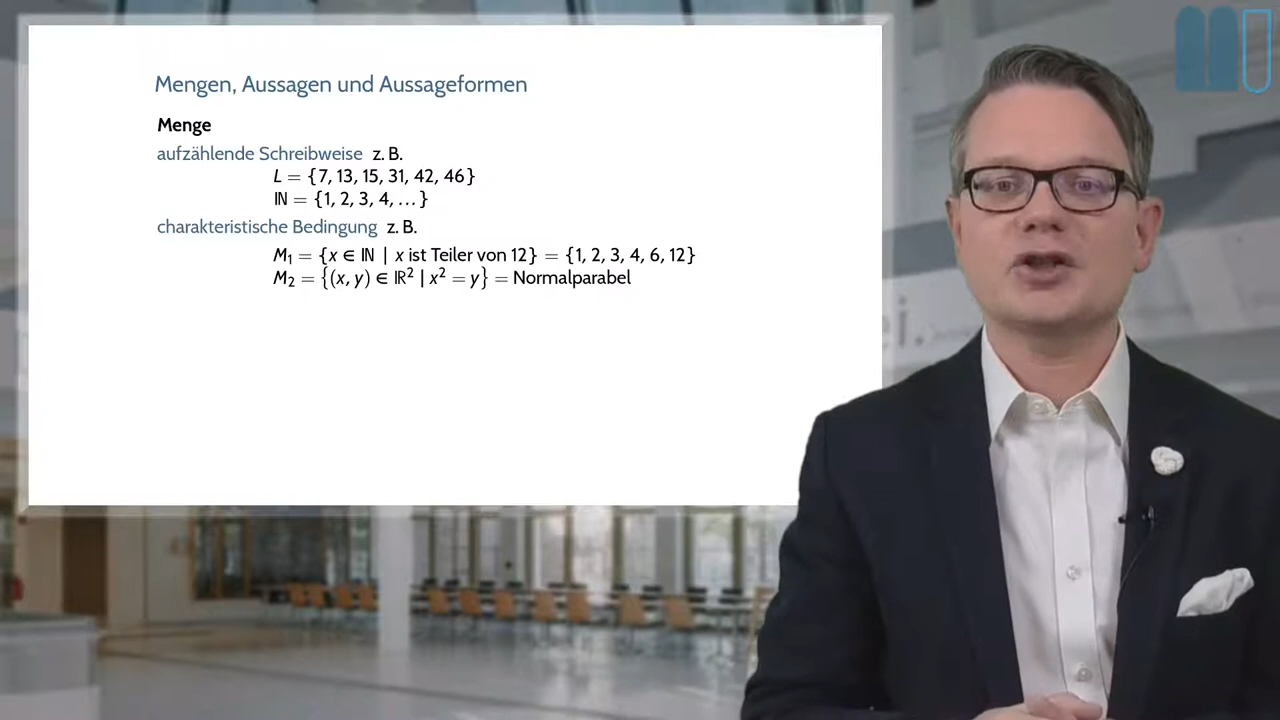 Mengen, Aussagen und Aussageformen
Menge
aufzählende Schreibweise z. B.
L = {7, 13, 15, 31, 42, 46}
ℕ = {1, 2, 3, 4, …}
charakteristische Bedingung z. B.
M₁ = {x ∈ ℕ | x ist Teiler von 12} = {1, 2, 3, 4, 6, 12}
M₂ = {(x, y) ∈ ℝ² | x² = y} = Normalparabel